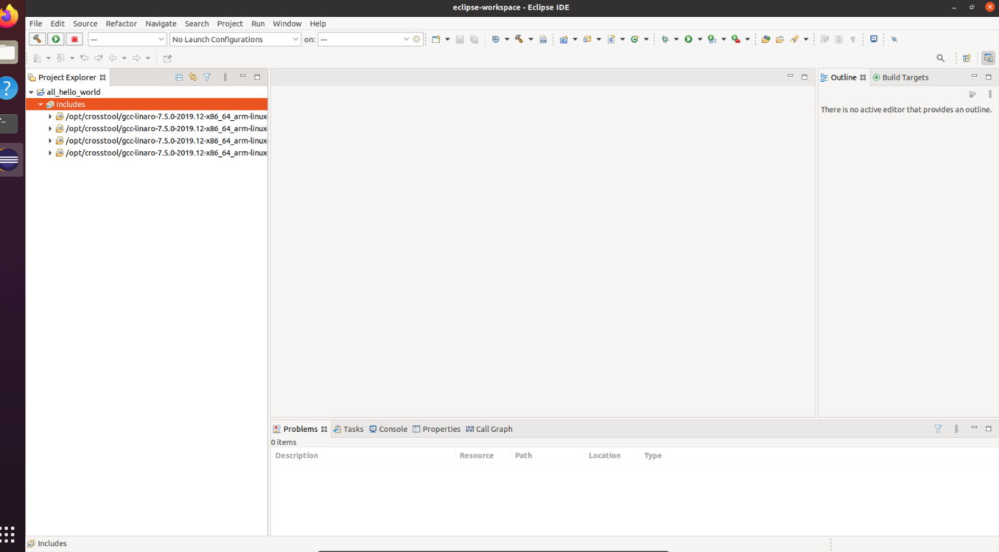 eclipse-workspace - Eclipse IDE
File Edit Source Refactor Navigate Search Project Run Window Help
--- No Launch Configurations on: ---
Project Explorer
Outline Build Targets
all_hello_world
Includes
There is no active editor that provides an outline.
/opt/crosstool/gcc-linaro-7.5.0-2019.12-x86_64_arm-linux-
/opt/crosstool/gcc-linaro-7.5.0-2019.12-x86_64_arm-linux-
/opt/crosstool/gcc-linaro-7.5.0-2019.12-x86_64_arm-linux-
/opt/crosstool/gcc-linaro-7.5.0-2019.12-x86_64_arm-linux-
Problems Tasks Console Properties Call Graph
0 items
Description Resource Path Location Type
Includes